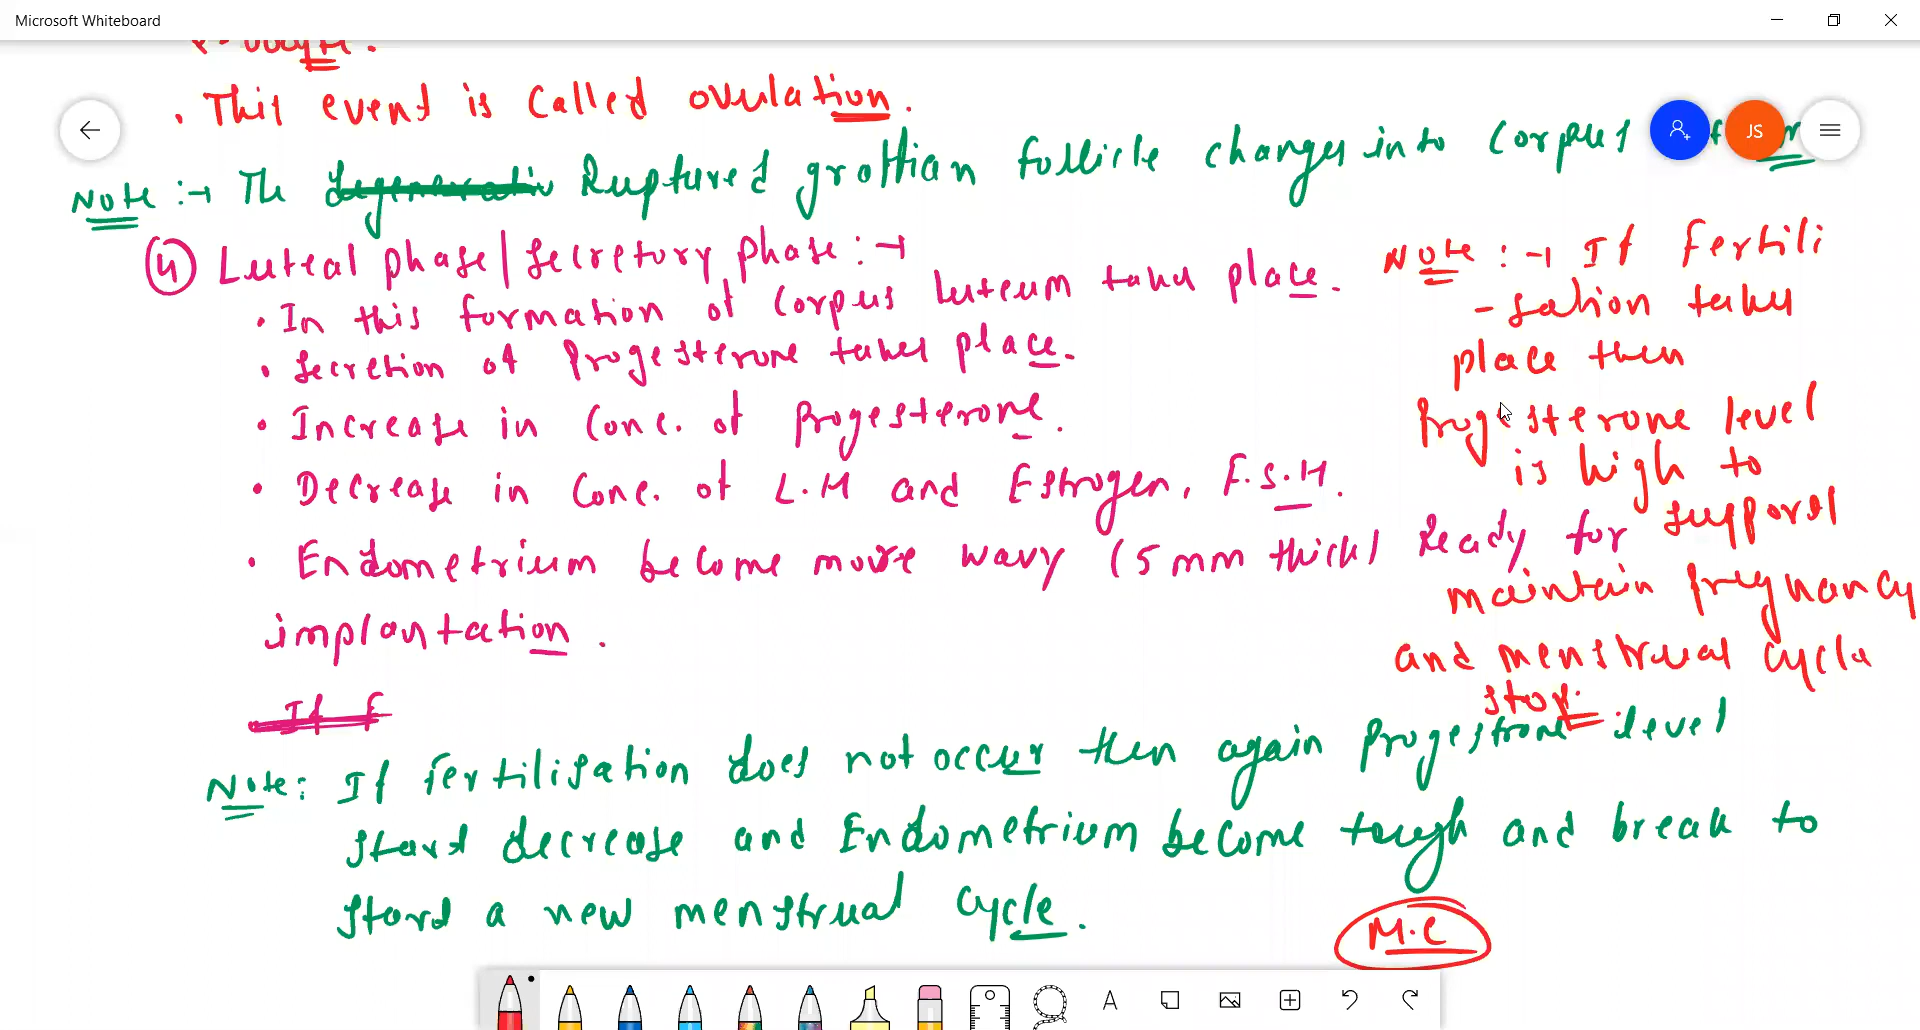 Microsoft Whiteboard
. This event is called ovulation.
JS
Note :→ The Ruptured graffian follicle changes into Corpus
(4) Luteal phase/secretory phase :→
• In this formation of corpus luteum takes place.
• Secretion of Progesterone takes place.
• Increase in Conc. of Progesterone.
• Decrease in Conc. of L.H and Estrogen, F.S.H.
• Endometrium become more wavy (5mm thick) Ready for
implantation.
If f
Note :→ If fertili
- sation takes
place then
Progesterone level
is high to
support
maintain pregnancy
and menstrual cycle
stop.
Note: If fertilisation does not occur then again Progestrone level
start decrease and Endometrium become tough and break to
start a new menstrual cycle.
M.C
A